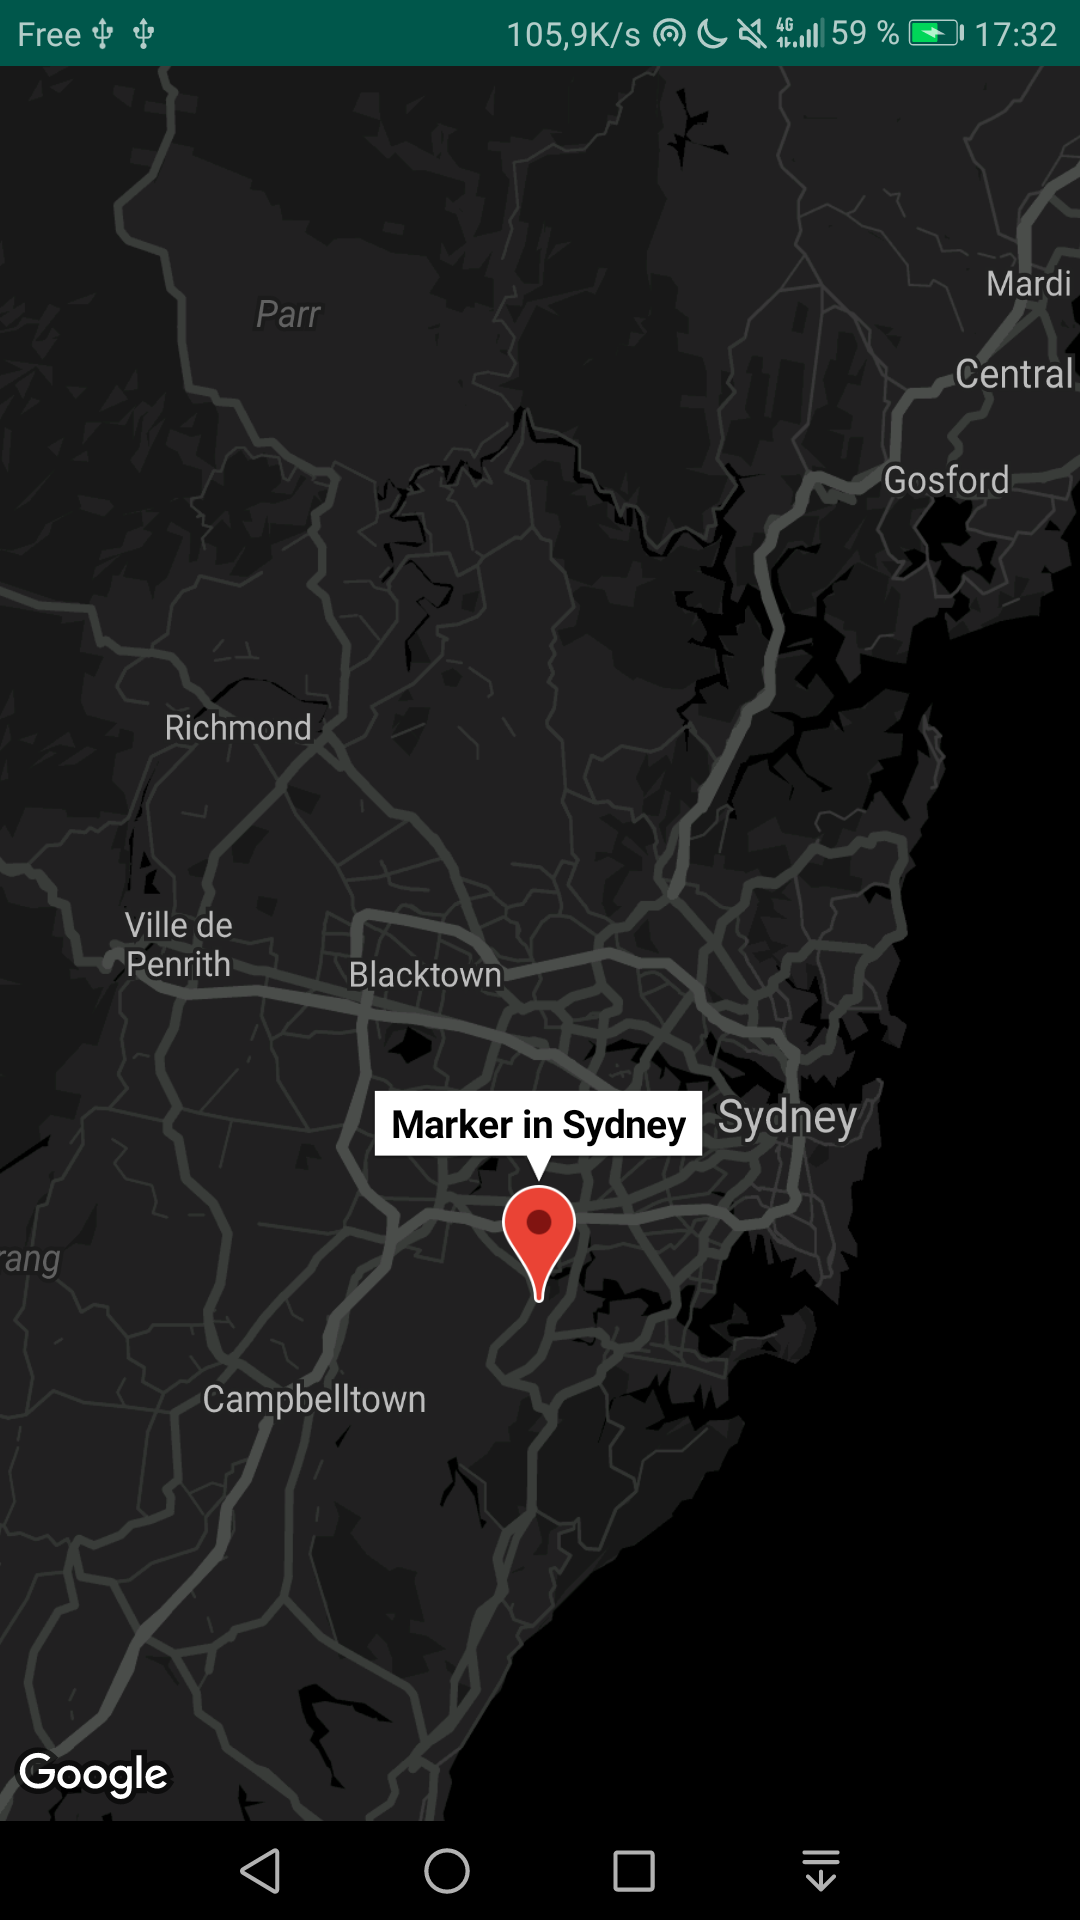 Free 105,9K/s 4G 59 % 17:32
Mardi
Parr
Central
Gosford
Richmond
Ville de
Penrith
Blacktown
Marker in Sydney
Sydney
rang
Campbelltown
Google